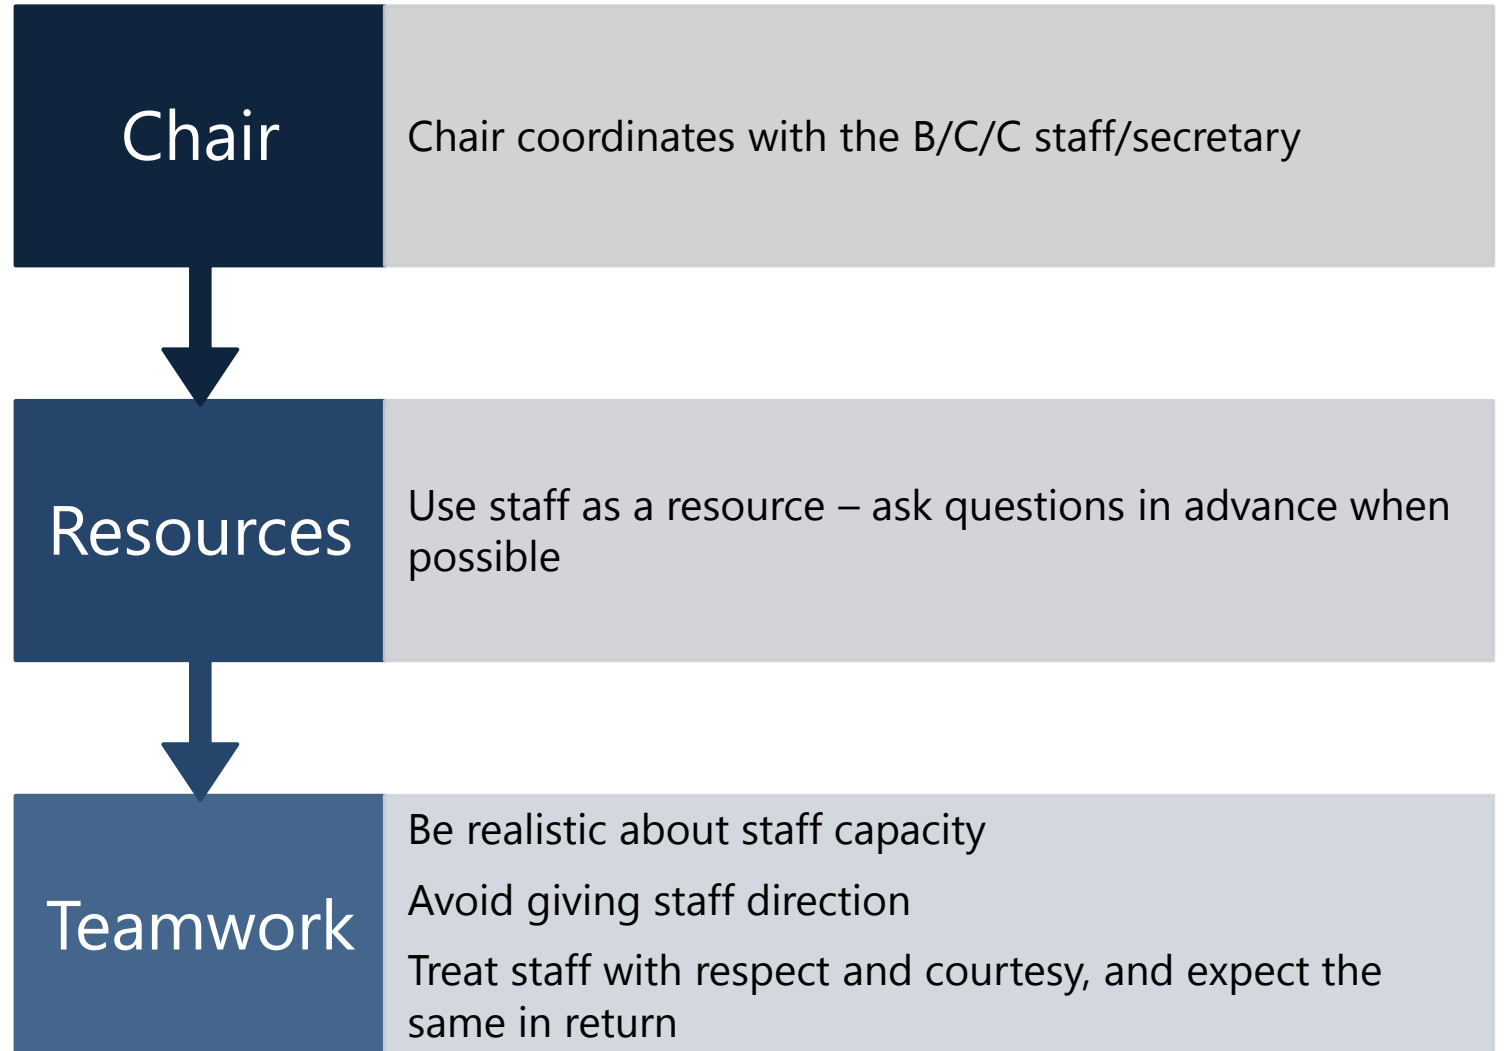 Chair
Chair coordinates with the B/C/C staff/secretary
Resources
Use staff as a resource – ask questions in advance when
possible
Teamwork
Be realistic about staff capacity
Avoid giving staff direction
Treat staff with respect and courtesy, and expect the
same in return